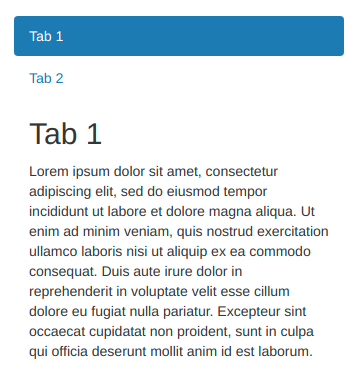 Tab 1
Tab 2
Tab 1
Lorem ipsum dolor sit amet, consectetur
adipiscing elit, sed do eiusmod tempor
incididunt ut labore et dolore magna aliqua. Ut
enim ad minim veniam, quis nostrud exercitation
ullamco laboris nisi ut aliquip ex ea commodo
consequat. Duis aute irure dolor in
reprehenderit in voluptate velit esse cillum
dolore eu fugiat nulla pariatur. Excepteur sint
occaecat cupidatat non proident, sunt in culpa
qui officia deserunt mollit anim id est laborum.